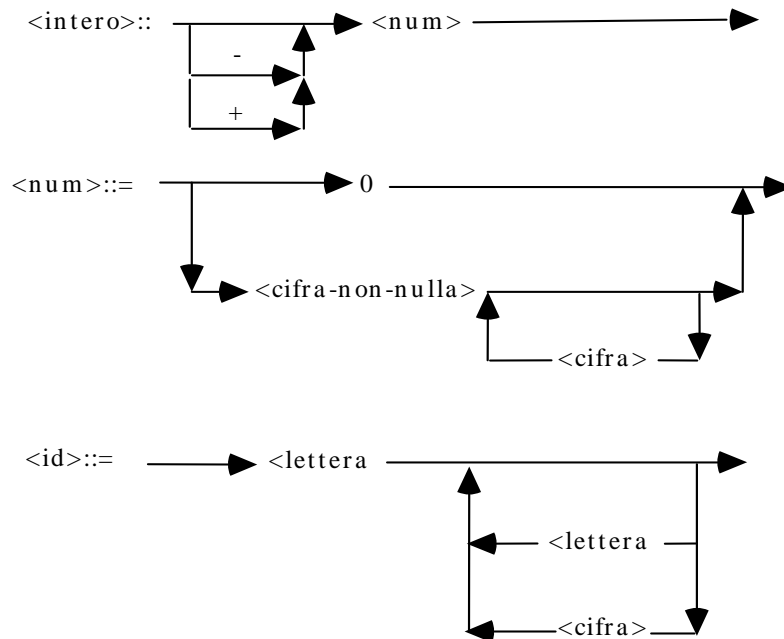 <intero>:: <num>
-
+
<num>::= 0
<cifra-non-nulla>
<cifra>
<id>::= <lettera
<lettera
<cifra>